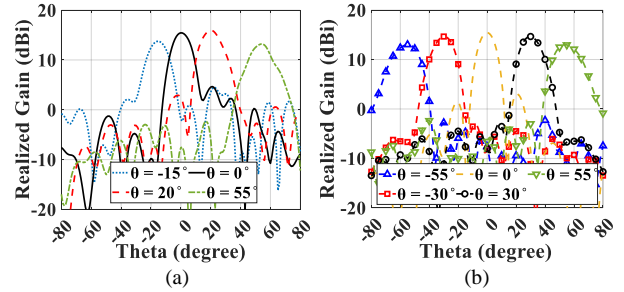 (a)
Realized Gain (dBi)
20
10
0
-10
-20
θ = -15° θ = 0°
θ = 20° θ = 55°
-80 -60 -40 -20 0 20 40 60 80
Theta (degree)
(a)
(b)
Realized Gain (dBi)
20
10
0
-10
-20
θ = -55° θ = 0° θ = 55°
θ = -30° θ = 30°
-80 -60 -40 -20 0 20 40 60 80
Theta (degree)
(b)